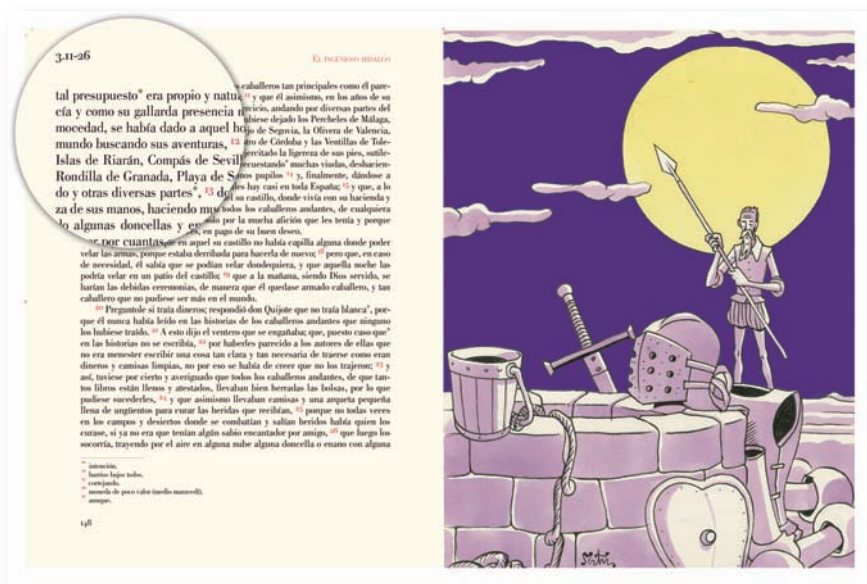 3.11-26
EL INGENIOSO HIDALGO
tal presupuesto" era propio y natu
cía y como su gallarda presencia
mocedad, se había dado a aquel
mundo buscando sus aventuras, 12
Islas de Riarán, Compás de Sevil
Rondilla de Granada, Playa de S
do y otras diversas partes", 13
za de sus manos, haciendo mu
algunas doncellas y
por cuantas
caballeros tan principales como él pare-
11 y que él asimismo, en los años de su
andando por diversas partes del
dejado los Percheles de Málaga,
de Segovia, la Olivera de Valencia,
de Córdoba y las Ventillas de Tole-
la ligereza de sus pies, sutile-
muchas viudas, deshacien-
pupilos 14 y, finalmente, dándose a
hay casi en toda España; 15 y que, a lo
su castillo, donde vivía con su hacienda y
todos los caballeros andantes, de cualquiera
por la mucha afición que les tenía y porque
en pago de su buen deseo.
en aquel su castillo no había capilla alguna donde poder
velar las armas, porque estaba derribada para hacerla de nuevo; 18 pero que, en caso
de necesidad, él sabía que se podían velar dondequiera, y que aquella noche las
podría velar en un patio del castillo; 19 que a la mañana, siendo Dios servido, se
harían las debidas ceremonias, de manera que él quedase armado caballero, y tan
caballero que no pudiese ser más en el mundo.
20 Preguntole si traía dineros; respondió don Quijote que no traía blanca", por-
que él nunca había leído en las historias de los caballeros andantes que ninguno
los hubiese traído. 21 A esto dijo el ventero que se engañaba; que, puesto caso que"
en las historias no se escribía, 22 por haberles parecido a los autores de ellas que
no era menester escribir una cosa tan clara y tan necesaria de traerse como eran
dineros y camisas limpias, no por eso se había de creer que no los trajeron; 23 y
así, tuviese por cierto y averiguado que todos los caballeros andantes, de que tan-
tos libros están llenos y atestados, llevaban bien herradas las bolsas, por lo que
pudiese sucederles, 24 y que asimismo llevaban camisas y una arqueta pequeña
llena de ungüentos para curar las heridas que recibían, 25 porque no todas veces
en los campos y desiertos donde se combatían y salían heridos había quien los
curase, si ya no era que tenían algún sabio encantador por amigo, 26 que luego los
socorría, trayendo por el aire en alguna nube alguna doncella o enano con alguna
intención.
barrios bajos todos.
cortejando.
moneda de poco valor (medio maravedí).
aunque.
148